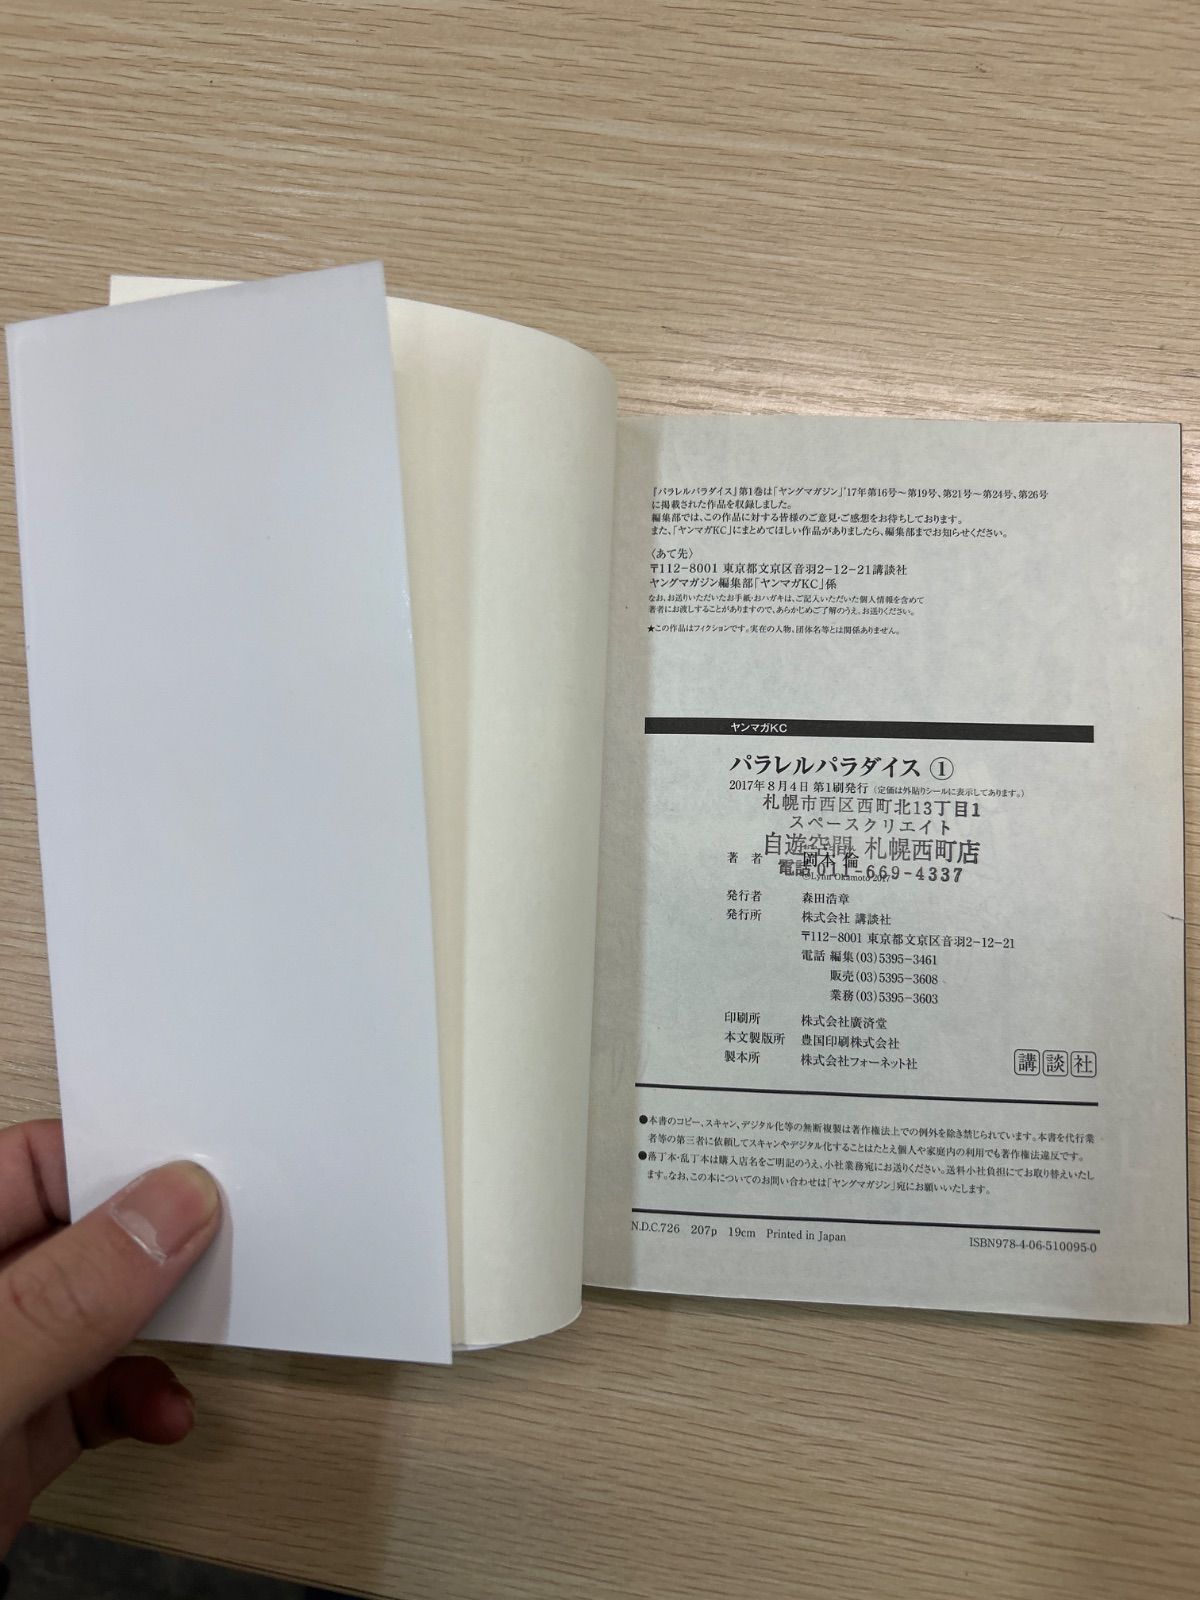 『パラレルパラダイス』第1巻は「ヤングマガジン」'17年第16号〜第19号、第21号〜第24号、第26号
に掲載された作品を収録しました。
編集部では、この作品に対する皆様のご意見・ご感想をお待ちしております。
また、「ヤンマガKC」にまとめてほしい作品がありましたら、編集部までお知らせください。
〈あて先〉
〒112-8001 東京都文京区音羽2-12-21講談社
ヤングマガジン編集部「ヤンマガKC」係
なお、お送りいただいたお手紙・おハガキは、ご記入いただいた個人情報を含めて
著者にお渡しすることがありますので、あらかじめご了解のうえ、お送りください。
★この作品はフィクションです。実在の人物、団体名等とは関係ありません。
ヤンマガKC
パラレルパラダイス ①
2017年8月4日 第1刷発行 (定価は外貼りシールに表示してあります。)
札幌市西区西町北13丁目1
スペースクリエイト
自遊空間 札幌西町店
著 者 岡本 倫
電話 011-669-4337
©Lynn Okamoto 2017
発行者 森田浩章
発行所 株式会社 講談社
〒112-8001 東京都文京区音羽2-12-21
電話 編集(03)5395-3461
販売(03)5395-3608
業務(03)5395-3603
印刷所 株式会社廣済堂
本文製版所 豊国印刷株式会社
製本所 株式会社フォーネット社
講談社
●本書のコピー、スキャン、デジタル化等の無断複製は著作権法上での例外を除き禁じられています。本書を代行業
者等の第三者に依頼してスキャンやデジタル化することはたとえ個人や家庭内の利用でも著作権法違反です。
●落丁本・乱丁本は購入店名をご明記のうえ、小社業務宛にお送りください。送料小社負担にてお取り替えいたし
ます。なお、この本についてのお問い合わせは「ヤングマガジン」宛にお願いいたします。
N.D.C.726 207p 19cm Printed in Japan
ISBN978-4-06-510095-0